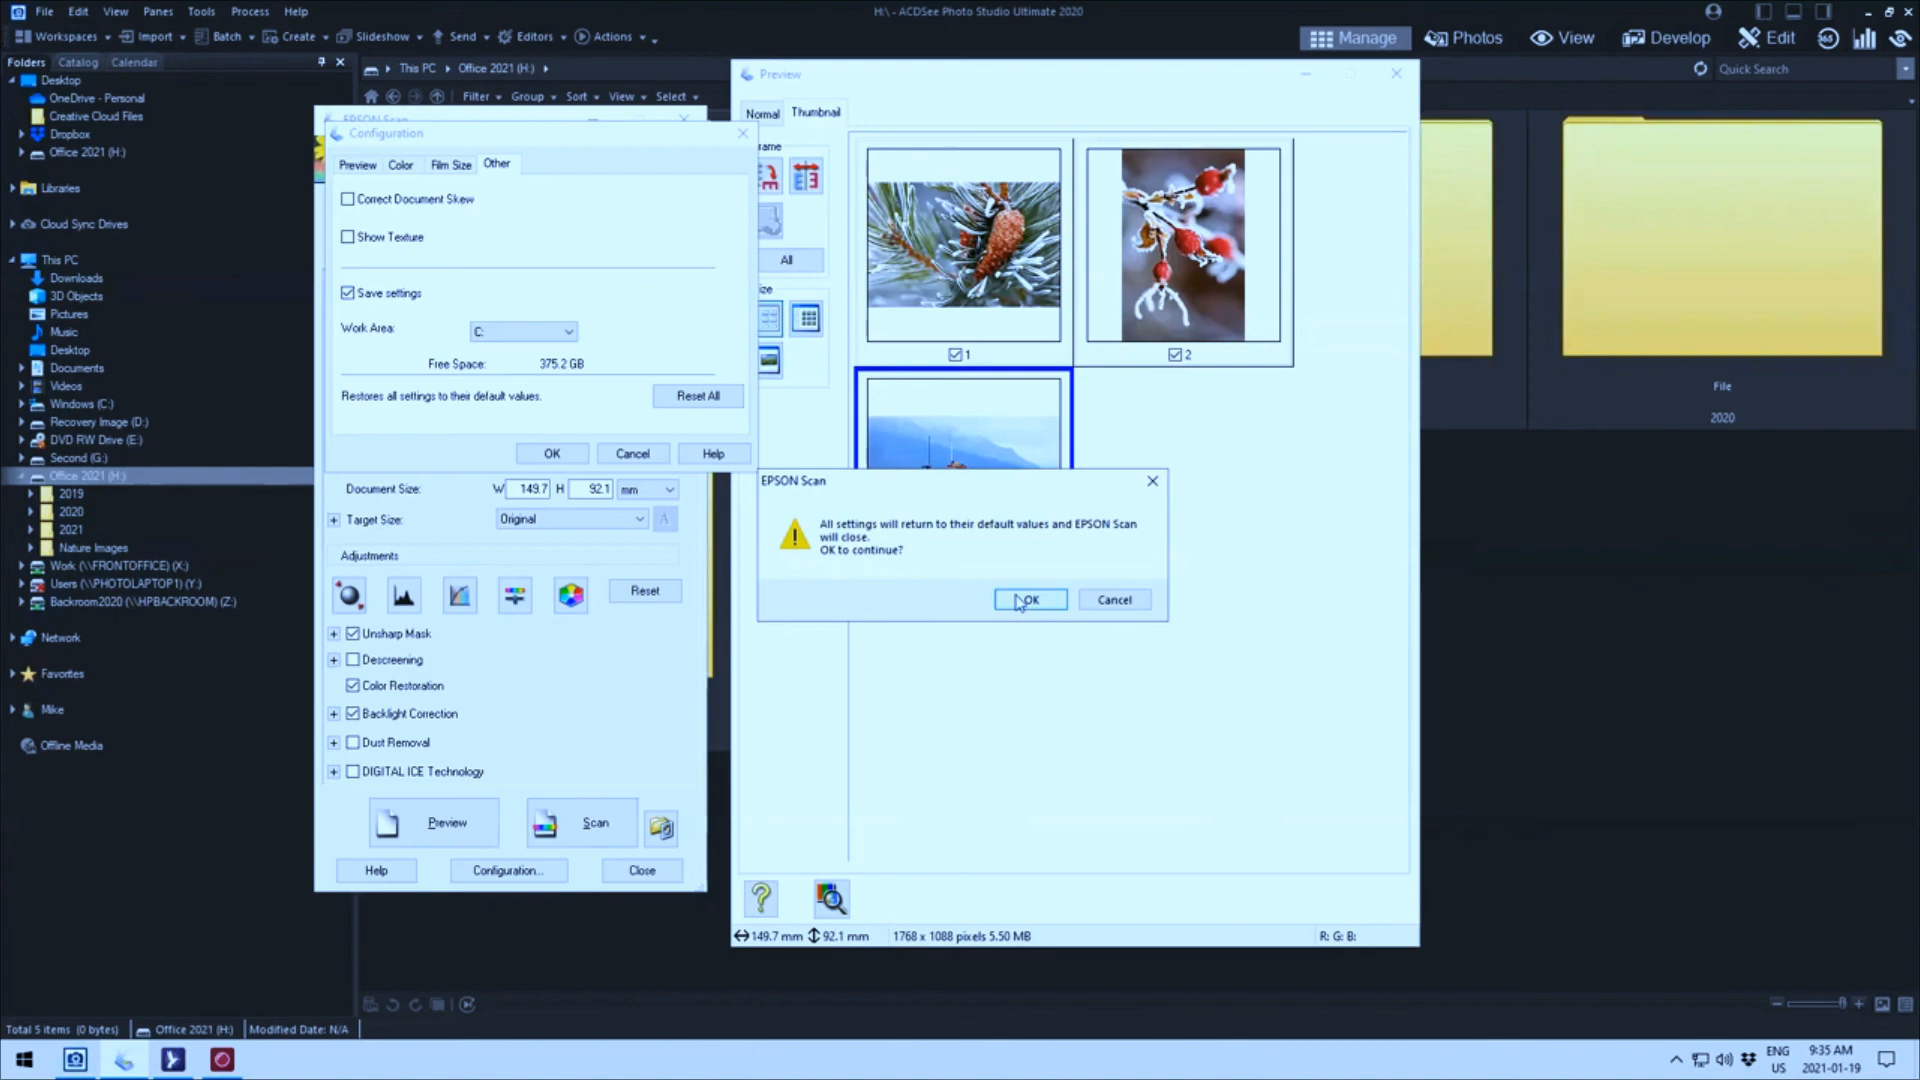 File Edit View Panes Tools Process Help
H:\ - ACDSee Photo Studio Ultimate 2020
Workspaces Import Batch Create Slideshow Send Editors Actions
Manage Photos View Develop Edit 365
Folders Catalog Calendar
This PC Office 2021 (H:)
Quick Search
Filter Group Sort View Select
Desktop
OneDrive - Personal
Creative Cloud Files
Dropbox
Office 2021 (H:)
Libraries
Cloud Sync Drives
This PC
Downloads
3D Objects
Pictures
Music
Desktop
Documents
Videos
Windows (C:)
Recovery Image (D:)
DVD RW Drive (E:)
Second (G:)
Office 2021 (H:)
2019
2020
2021
Nature Images
Work (\\FRONTOFFICE) (X:)
Users (\\PHOTOLAPTOP1) (Y:)
Backroom2020 (\\HPBACKROOM) (Z:)
Network
Favorites
Mike
Offline Media
EPSON Scan
Configuration
Preview Color Film Size Other
Correct Document Skew
Show Texture
Save settings
Work Area: C:
Free Space: 375.2 GB
Restores all settings to their default values. Reset All
OK Cancel Help
Document Size: W 149.7 H 92.1 mm
Target Size: Original A
Adjustments
Reset
Unsharp Mask
Descreening
Color Restoration
Backlight Correction
Dust Removal
DIGITAL ICE Technology
Preview Scan
Help Configuration... Close
Preview
Normal Thumbnail
rame
All
ize
1 2
EPSON Scan
All settings will return to their default values and EPSON Scan
will close.
OK to continue?
OK Cancel
149.7 mm 92.1 mm 1768 x 1088 pixels 5.50 MB R: G: B:
File
2020
Total 5 items (0 bytes) Office 2021 (H:) Modified Date: N/A
ENG
US
9:35 AM
2021-01-19